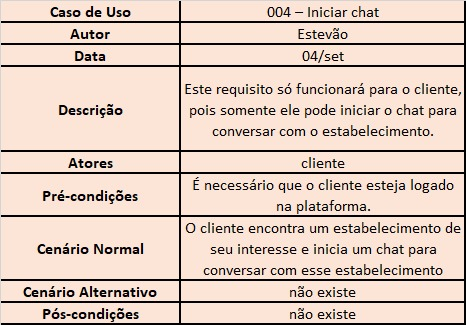 Caso de Uso 004 – Iniciar chat
Autor Estevão
Data 04/set
Descrição Este requisito só funcionará para o cliente,
pois somente ele pode iniciar o chat para
conversar com o estabelecimento.
Atores cliente
Pré-condições É necessário que o cliente esteja logado
na plataforma.
Cenário Normal O cliente encontra um estabelecimento de
seu interesse e inicia um chat para
conversar com esse estabelecimento
Cenário Alternativo não existe
Pós-condições não existe